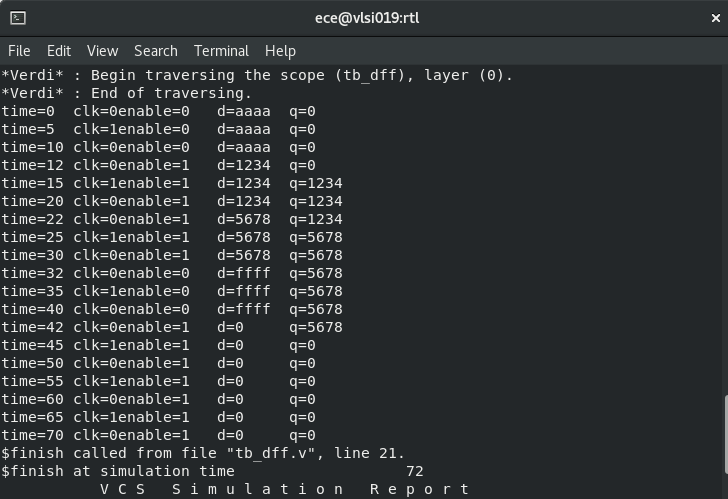 ece@vlsi019:rtl
File Edit View Search Terminal Help
*Verdi* : Begin traversing the scope (tb_dff), layer (0).
*Verdi* : End of traversing.
time=0  clk=0enable=0   d=aaaa  q=0
time=5  clk=1enable=0   d=aaaa  q=0
time=10 clk=0enable=0   d=aaaa  q=0
time=12 clk=0enable=1   d=1234  q=0
time=15 clk=1enable=1   d=1234  q=1234
time=20 clk=0enable=1   d=1234  q=1234
time=22 clk=0enable=1   d=5678  q=1234
time=25 clk=1enable=1   d=5678  q=5678
time=30 clk=0enable=1   d=5678  q=5678
time=32 clk=0enable=0   d=ffff  q=5678
time=35 clk=1enable=0   d=ffff  q=5678
time=40 clk=0enable=0   d=ffff  q=5678
time=42 clk=0enable=1   d=0     q=5678
time=45 clk=1enable=1   d=0     q=0
time=50 clk=0enable=1   d=0     q=0
time=55 clk=1enable=1   d=0     q=0
time=60 clk=0enable=1   d=0     q=0
time=65 clk=1enable=1   d=0     q=0
time=70 clk=0enable=1   d=0     q=0
$finish called from file "tb_dff.v", line 21.
$finish at simulation time                   72
           V C S   S i m u l a t i o n   R e p o r t